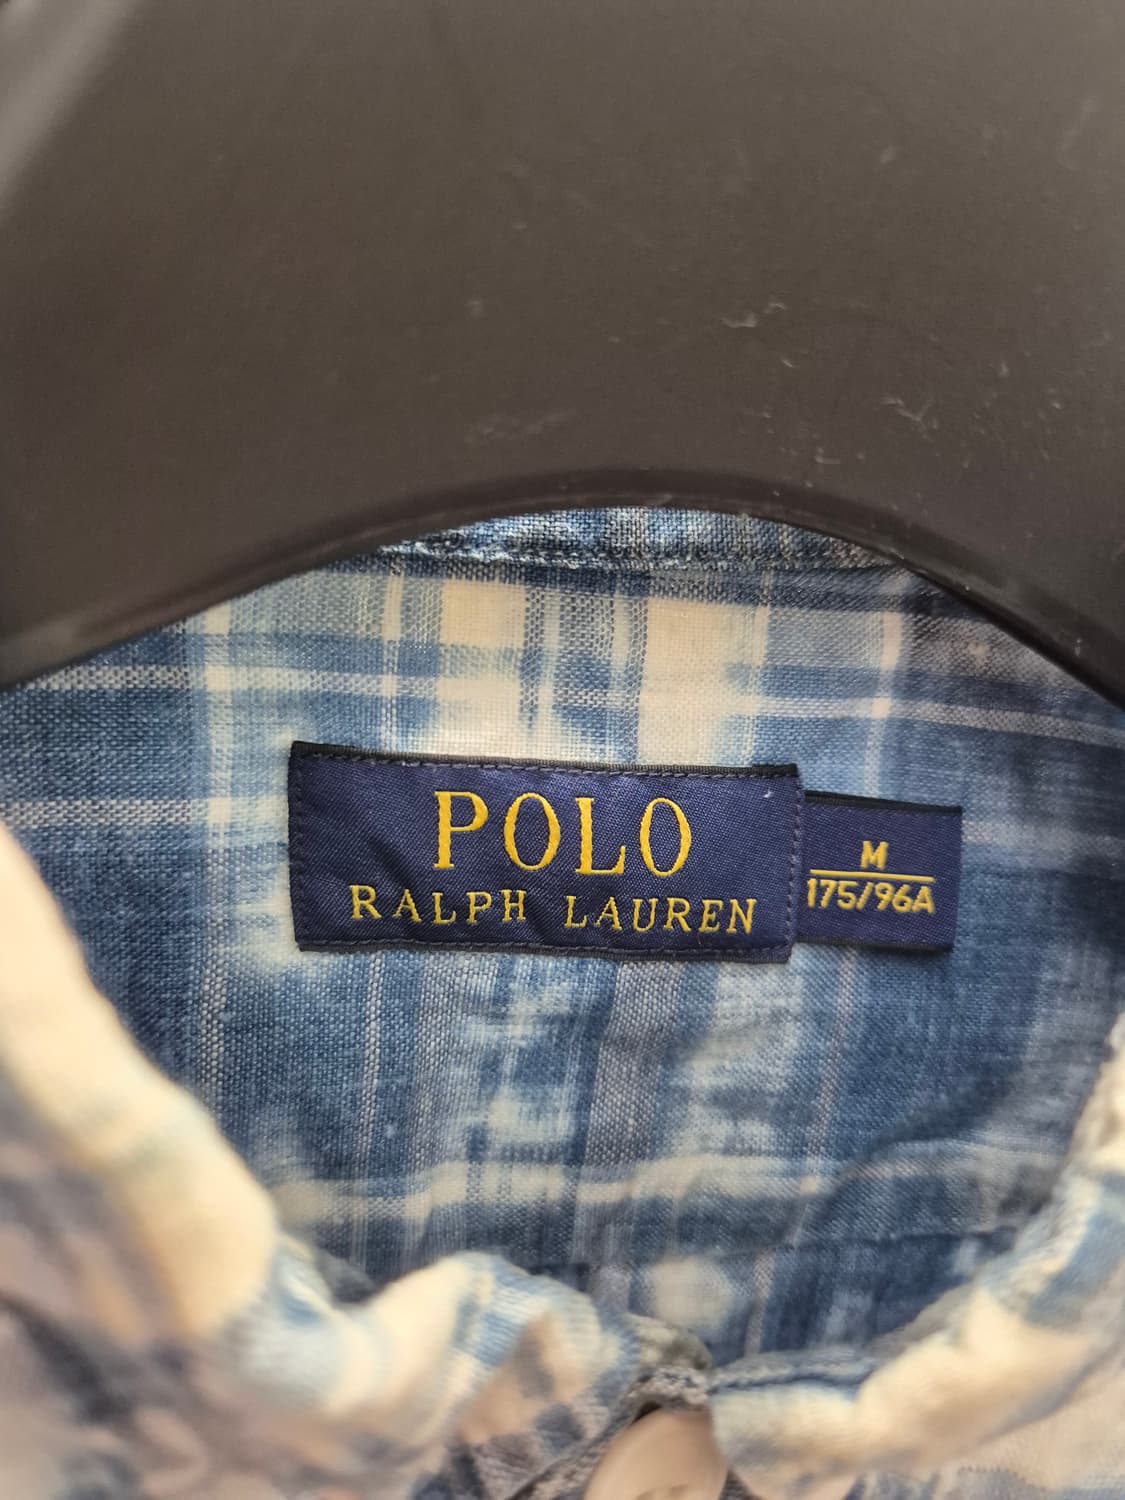 POLO
RALPH LAUREN
M
175/96A